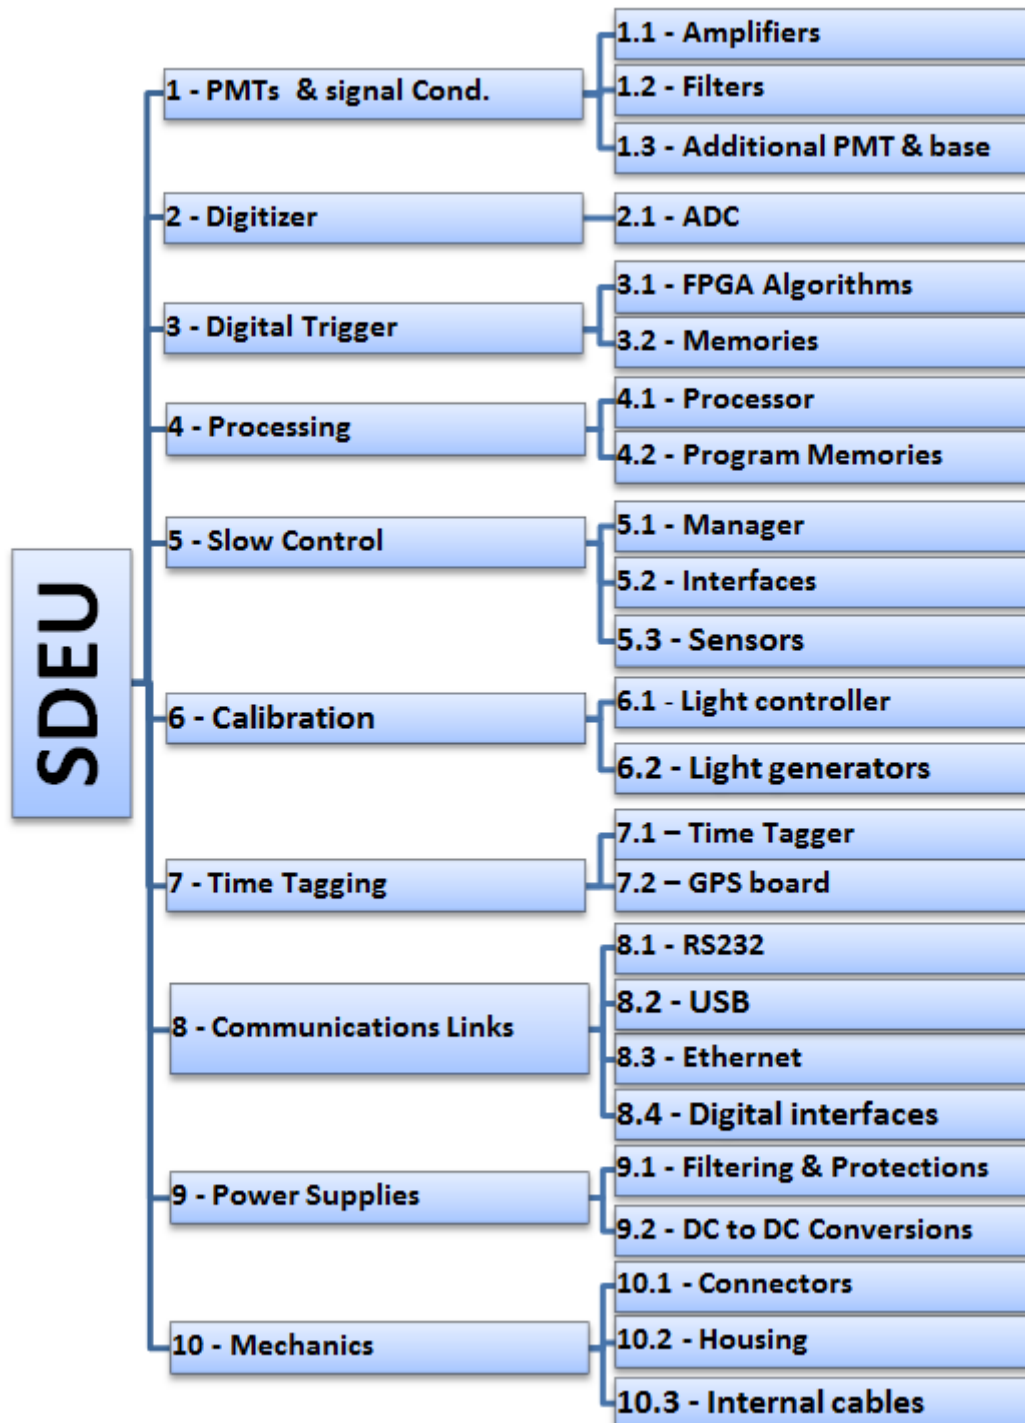 SDEU
1 - PMTs & signal Cond.
1.1 - Amplifiers
1.2 - Filters
1.3 - Additional PMT & base
2 - Digitizer
2.1 - ADC
3 - Digital Trigger
3.1 - FPGA Algorithms
3.2 - Memories
4 - Processing
4.1 - Processor
4.2 - Program Memories
5 - Slow Control
5.1 - Manager
5.2 - Interfaces
5.3 - Sensors
6 - Calibration
6.1 - Light controller
6.2 - Light generators
7 - Time Tagging
7.1 – Time Tagger
7.2 – GPS board
8 - Communications Links
8.1 - RS232
8.2 - USB
8.3 - Ethernet
8.4 - Digital interfaces
9 - Power Supplies
9.1 - Filtering & Protections
9.2 - DC to DC Conversions
10 - Mechanics
10.1 - Connectors
10.2 - Housing
10.3 - Internal cables